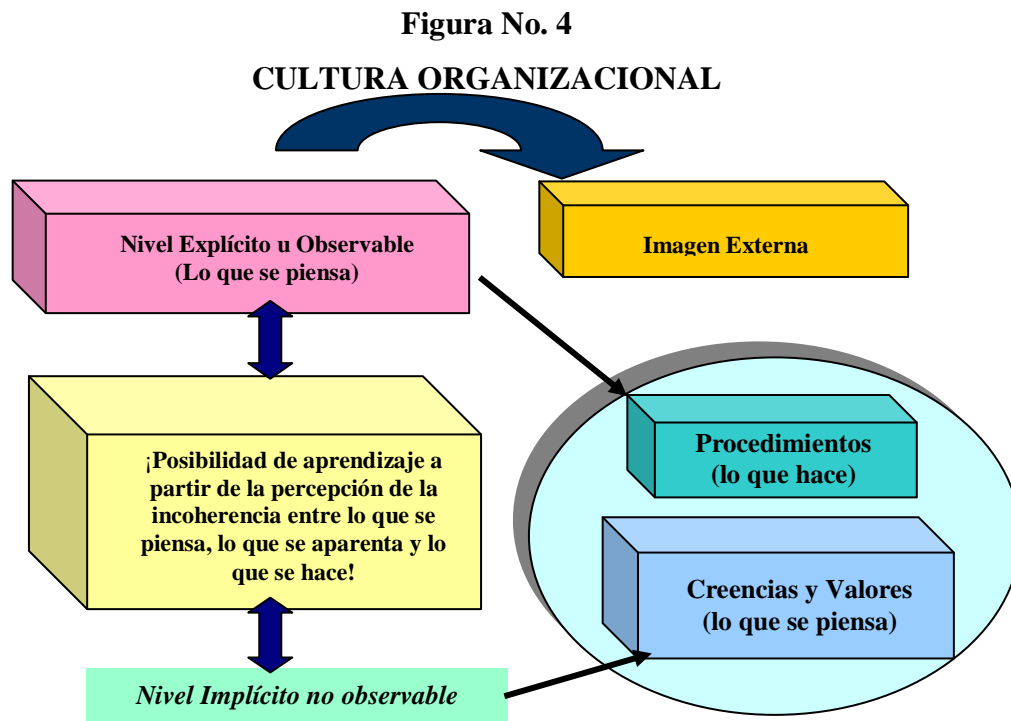 Figura No. 4
CULTURA ORGANIZACIONAL
Nivel Explícito u Observable
(Lo que se piensa)
Imagen Externa
¡Posibilidad de aprendizaje a
partir de la percepción de la
incoherencia entre lo que se
piensa, lo que se aparenta y lo
que se hace!
Procedimientos
(lo que hace)
Creencias y Valores
(lo que se piensa)
Nivel Implícito no observable